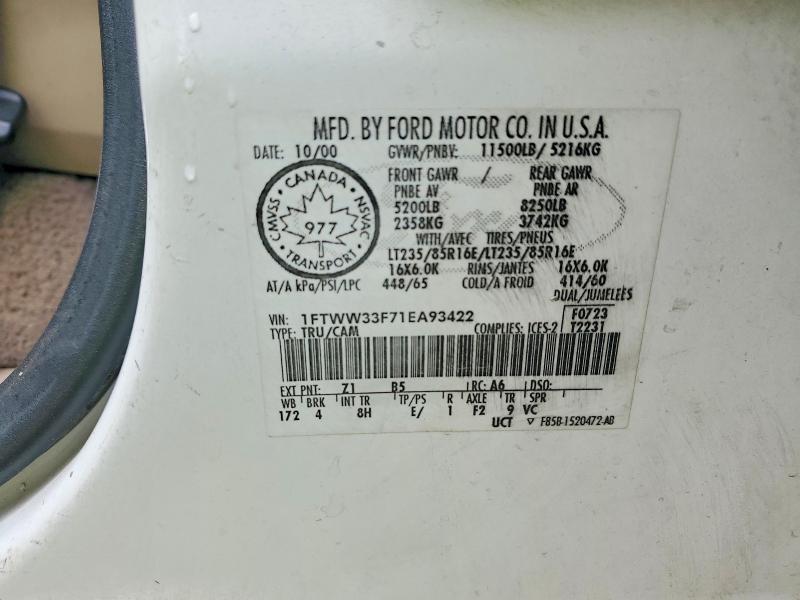 MFD. BY FORD MOTOR CO. IN U.S.A.
DATE: 10/00 GVWR/PNBV: 11500LB/ 5216KG
FRONT GAWR / REAR GAWR
PNBE AV PNBE AR
5200LB 8250LB
2358KG 3742KG
WITH/AVEC TIRES/PNEUS
LT235/85R16E/LT235/85R16E
16X6.0K RINS/JANTES 16X6.0K
AT/A kPa/PSI/LPC 448/65 COLD/A FROID 414/60
DUAL/JUMELEES
CANADA
CMVSS NSVAC
977
TRANSPORT
VIN: 1FTWW33F71EA93422 F0723
TYPE: TRU/CAM COMPLIES: ICES-2 T2231
EXT PNT: Z1 B5 RC: A6 DSO:
WB BRK INT TR TP/PS R AXLE TR SPR
172 4 8H E/ 1 F2 9 VC
UCT ▽ F85B-1520472-AB